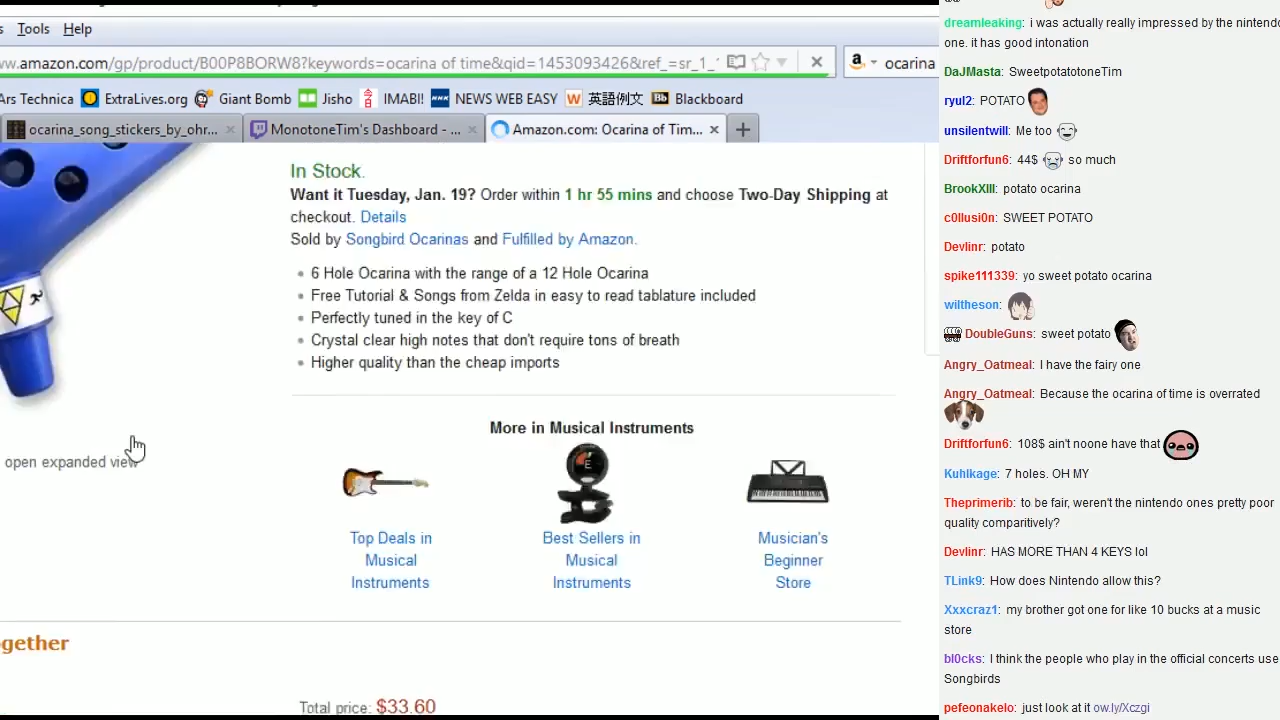 s Tools Help
ww.amazon.com/gp/product/B00P8BORW8?keywords=ocarina of time&qid=1453093426&ref_=sr_1_1
ocarina
Ars Technica ExtraLives.org Giant Bomb Jisho IMABI! NHK NEWS WEB EASY W 英語例文 Bb Blackboard
ocarina_song_stickers_by_ohr... MonotoneTim's Dashboard - ... Amazon.com: Ocarina of Tim...
In Stock.
Want it Tuesday, Jan. 19? Order within 1 hr 55 mins and choose Two-Day Shipping at
checkout. Details
Sold by Songbird Ocarinas and Fulfilled by Amazon.
6 Hole Ocarina with the range of a 12 Hole Ocarina
Free Tutorial & Songs from Zelda in easy to read tablature included
Perfectly tuned in the key of C
Crystal clear high notes that don't require tons of breath
Higher quality than the cheap imports
open expanded view
More in Musical Instruments
E
Top Deals in
Musical
Instruments
Best Sellers in
Musical
Instruments
Musician's
Beginner
Store
gether
Total price: $33.60
dreamleaking: i was actually really impressed by the nintendo
one. it has good intonation
DaJMasta: SweetpotatotoneTim
ryul2: POTATO
unsilentwill: Me too
Driftforfun6: 44$ so much
BrookXIII: potato ocarina
c0llusi0n: SWEET POTATO
Devlinr: potato
spike111339: yo sweet potato ocarina
wiltheson:
DoubleGuns: sweet potato
Angry_Oatmeal: I have the fairy one
Angry_Oatmeal: Because the ocarina of time is overrated
Driftforfun6: 108$ ain't noone have that
Kuhlkage: 7 holes. OH MY
Theprimerib: to be fair, weren't the nintendo ones pretty poor
quality comparitively?
Devlinr: HAS MORE THAN 4 KEYS lol
TLink9: How does Nintendo allow this?
Xxxcraz1: my brother got one for like 10 bucks at a music
store
bl0cks: I think the people who play in the official concerts use
Songbirds
pefeonakelo: just look at it ow.ly/Xczgi